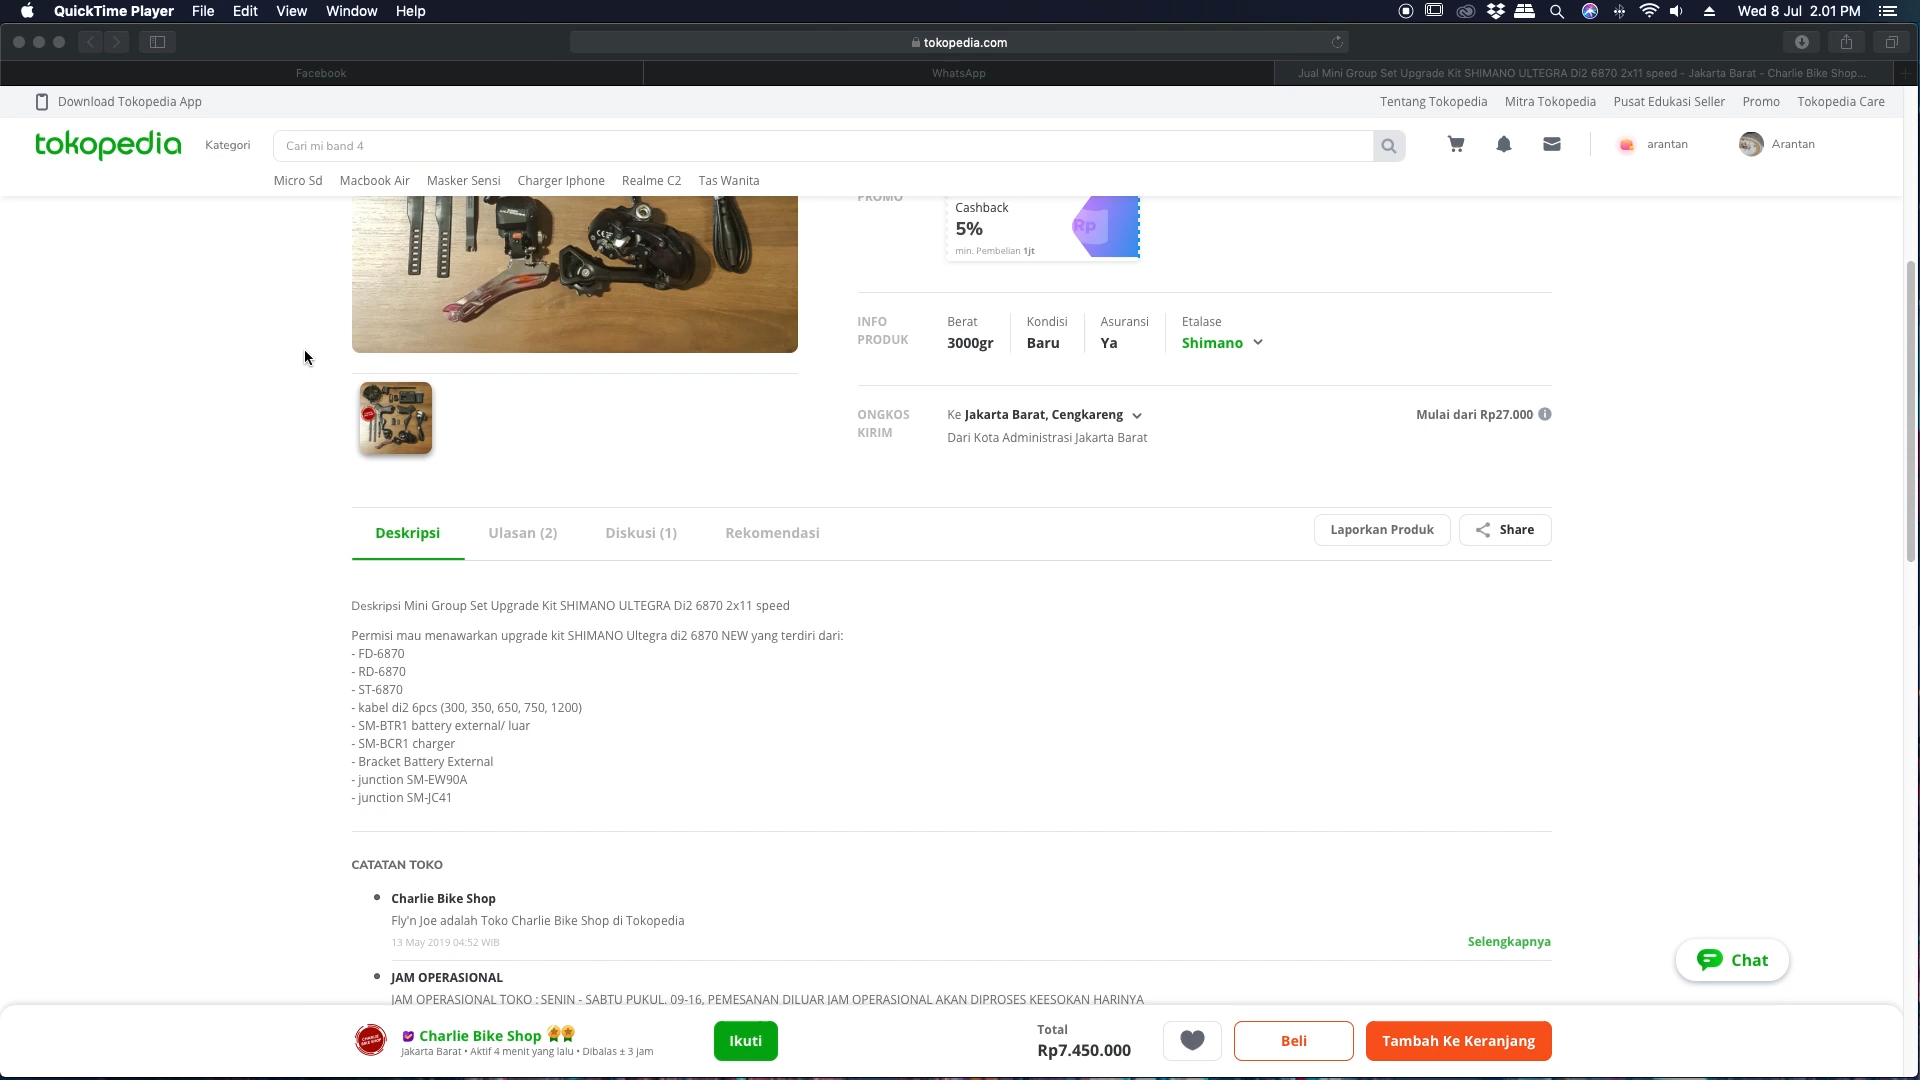 QuickTime Player File Edit View Window Help Wed 8 Jul 2.01 PM
tokopedia.com
Facebook WhatsApp Jual Mini Group Set Upgrade Kit SHIMANO ULTEGRA Di2 6870 2x11 speed - Jakarta Barat - Charlie Bike Shop...
Download Tokopedia App Tentang Tokopedia Mitra Tokopedia Pusat Edukasi Seller Promo Tokopedia Care
tokopedia Kategori Cari mi band 4 arantan Arantan
Micro Sd Macbook Air Masker Sensi Charger Iphone Realme C2 Tas Wanita
PROMO
Cashback
5%
Rp
min. Pembelian 1jt
INFO PRODUK
Berat Kondisi Asuransi Etalase
3000gr Baru Ya Shimano
ONGKOS KIRIM
Ke Jakarta Barat, Cengkareng Mulai dari Rp27.000
Dari Kota Administrasi Jakarta Barat
Deskripsi Ulasan (2) Diskusi (1) Rekomendasi Laporkan Produk Share
Deskripsi Mini Group Set Upgrade Kit SHIMANO ULTEGRA Di2 6870 2x11 speed
Permisi mau menawarkan upgrade kit SHIMANO Ultegra di2 6870 NEW yang terdiri dari:
- FD-6870
- RD-6870
- ST-6870
- kabel di2 6pcs (300, 350, 650, 750, 1200)
- SM-BTR1 battery external/ luar
- SM-BCR1 charger
- Bracket Battery External
- junction SM-EW90A
- junction SM-JC41
CATATAN TOKO
Charlie Bike Shop
Fly'n Joe adalah Toko Charlie Bike Shop di Tokopedia
13 May 2019 04:52 WIB Selengkapnya
JAM OPERASIONAL
JAM OPERASIONAL TOKO : SENIN - SABTU PUKUL. 09-16, PEMESANAN DILUAR JAM OPERASIONAL AKAN DIPROSES KEESOKAN HARINYA
Chat
Charlie Bike Shop
Jakarta Barat • Aktif 4 menit yang lalu • Dibalas ± 3 jam
Ikuti
Total
Rp7.450.000
Beli
Tambah Ke Keranjang